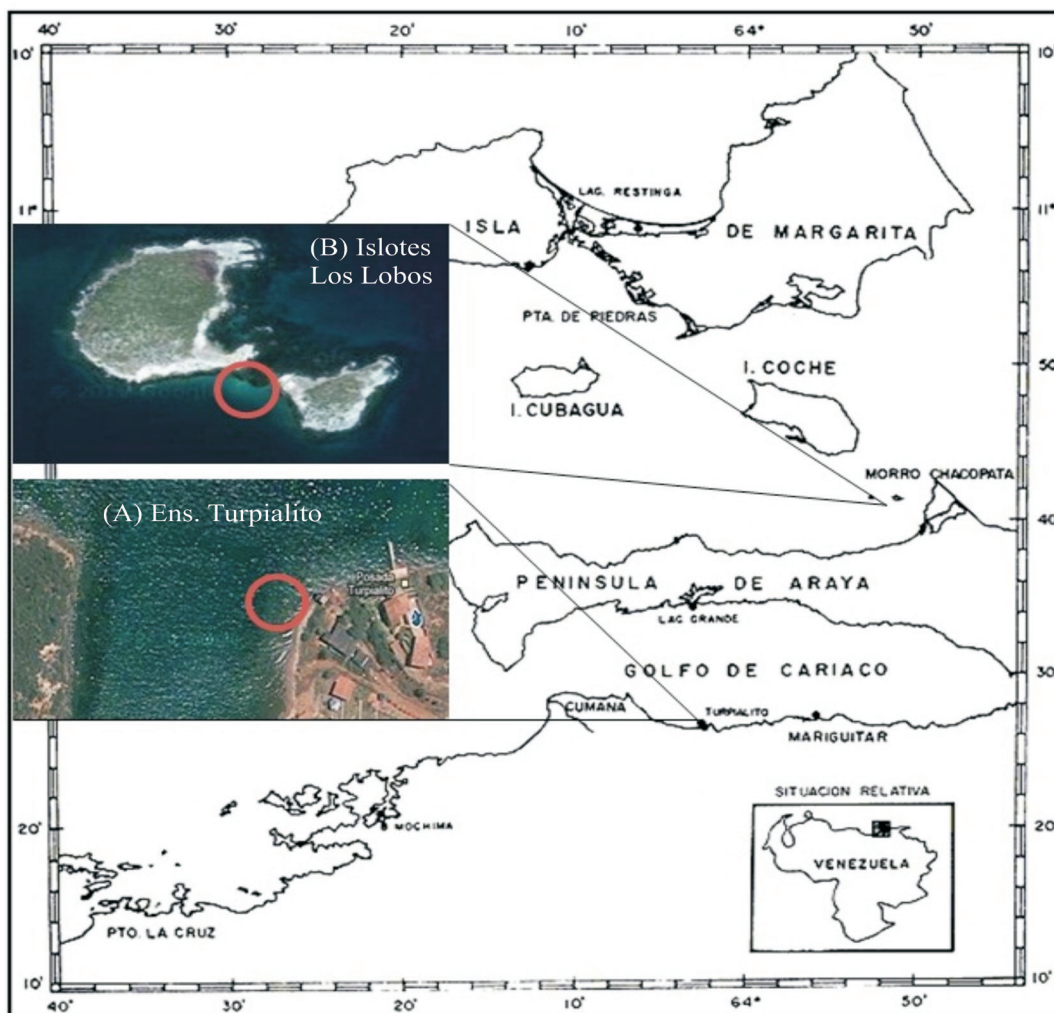 40'
30'
20'
10'
64°
50'
10'
10'
LAG. RESTINGA
11°
11°
ISLA
DE MARGARITA
(B) Islotes
Los Lobos
PTA. DE PIEDRAS
50'
I. COCHE
I. CUBAGUA
MORRO CHACOPATA
40'
(A) Ens. Turpialito
Posada
Turpialito
PENINSULA DE ARAYA
LAG. GRANDE
GOLFO DE CARIACO
30'
CUMANA
TURPIALITO
MARIGUITAR
SITUACION RELATIVA
20'
20'
MOCHIMA
VENEZUELA
PTO. LA CRUZ
10'
10'
40'
30'
20'
10'
64°
50'